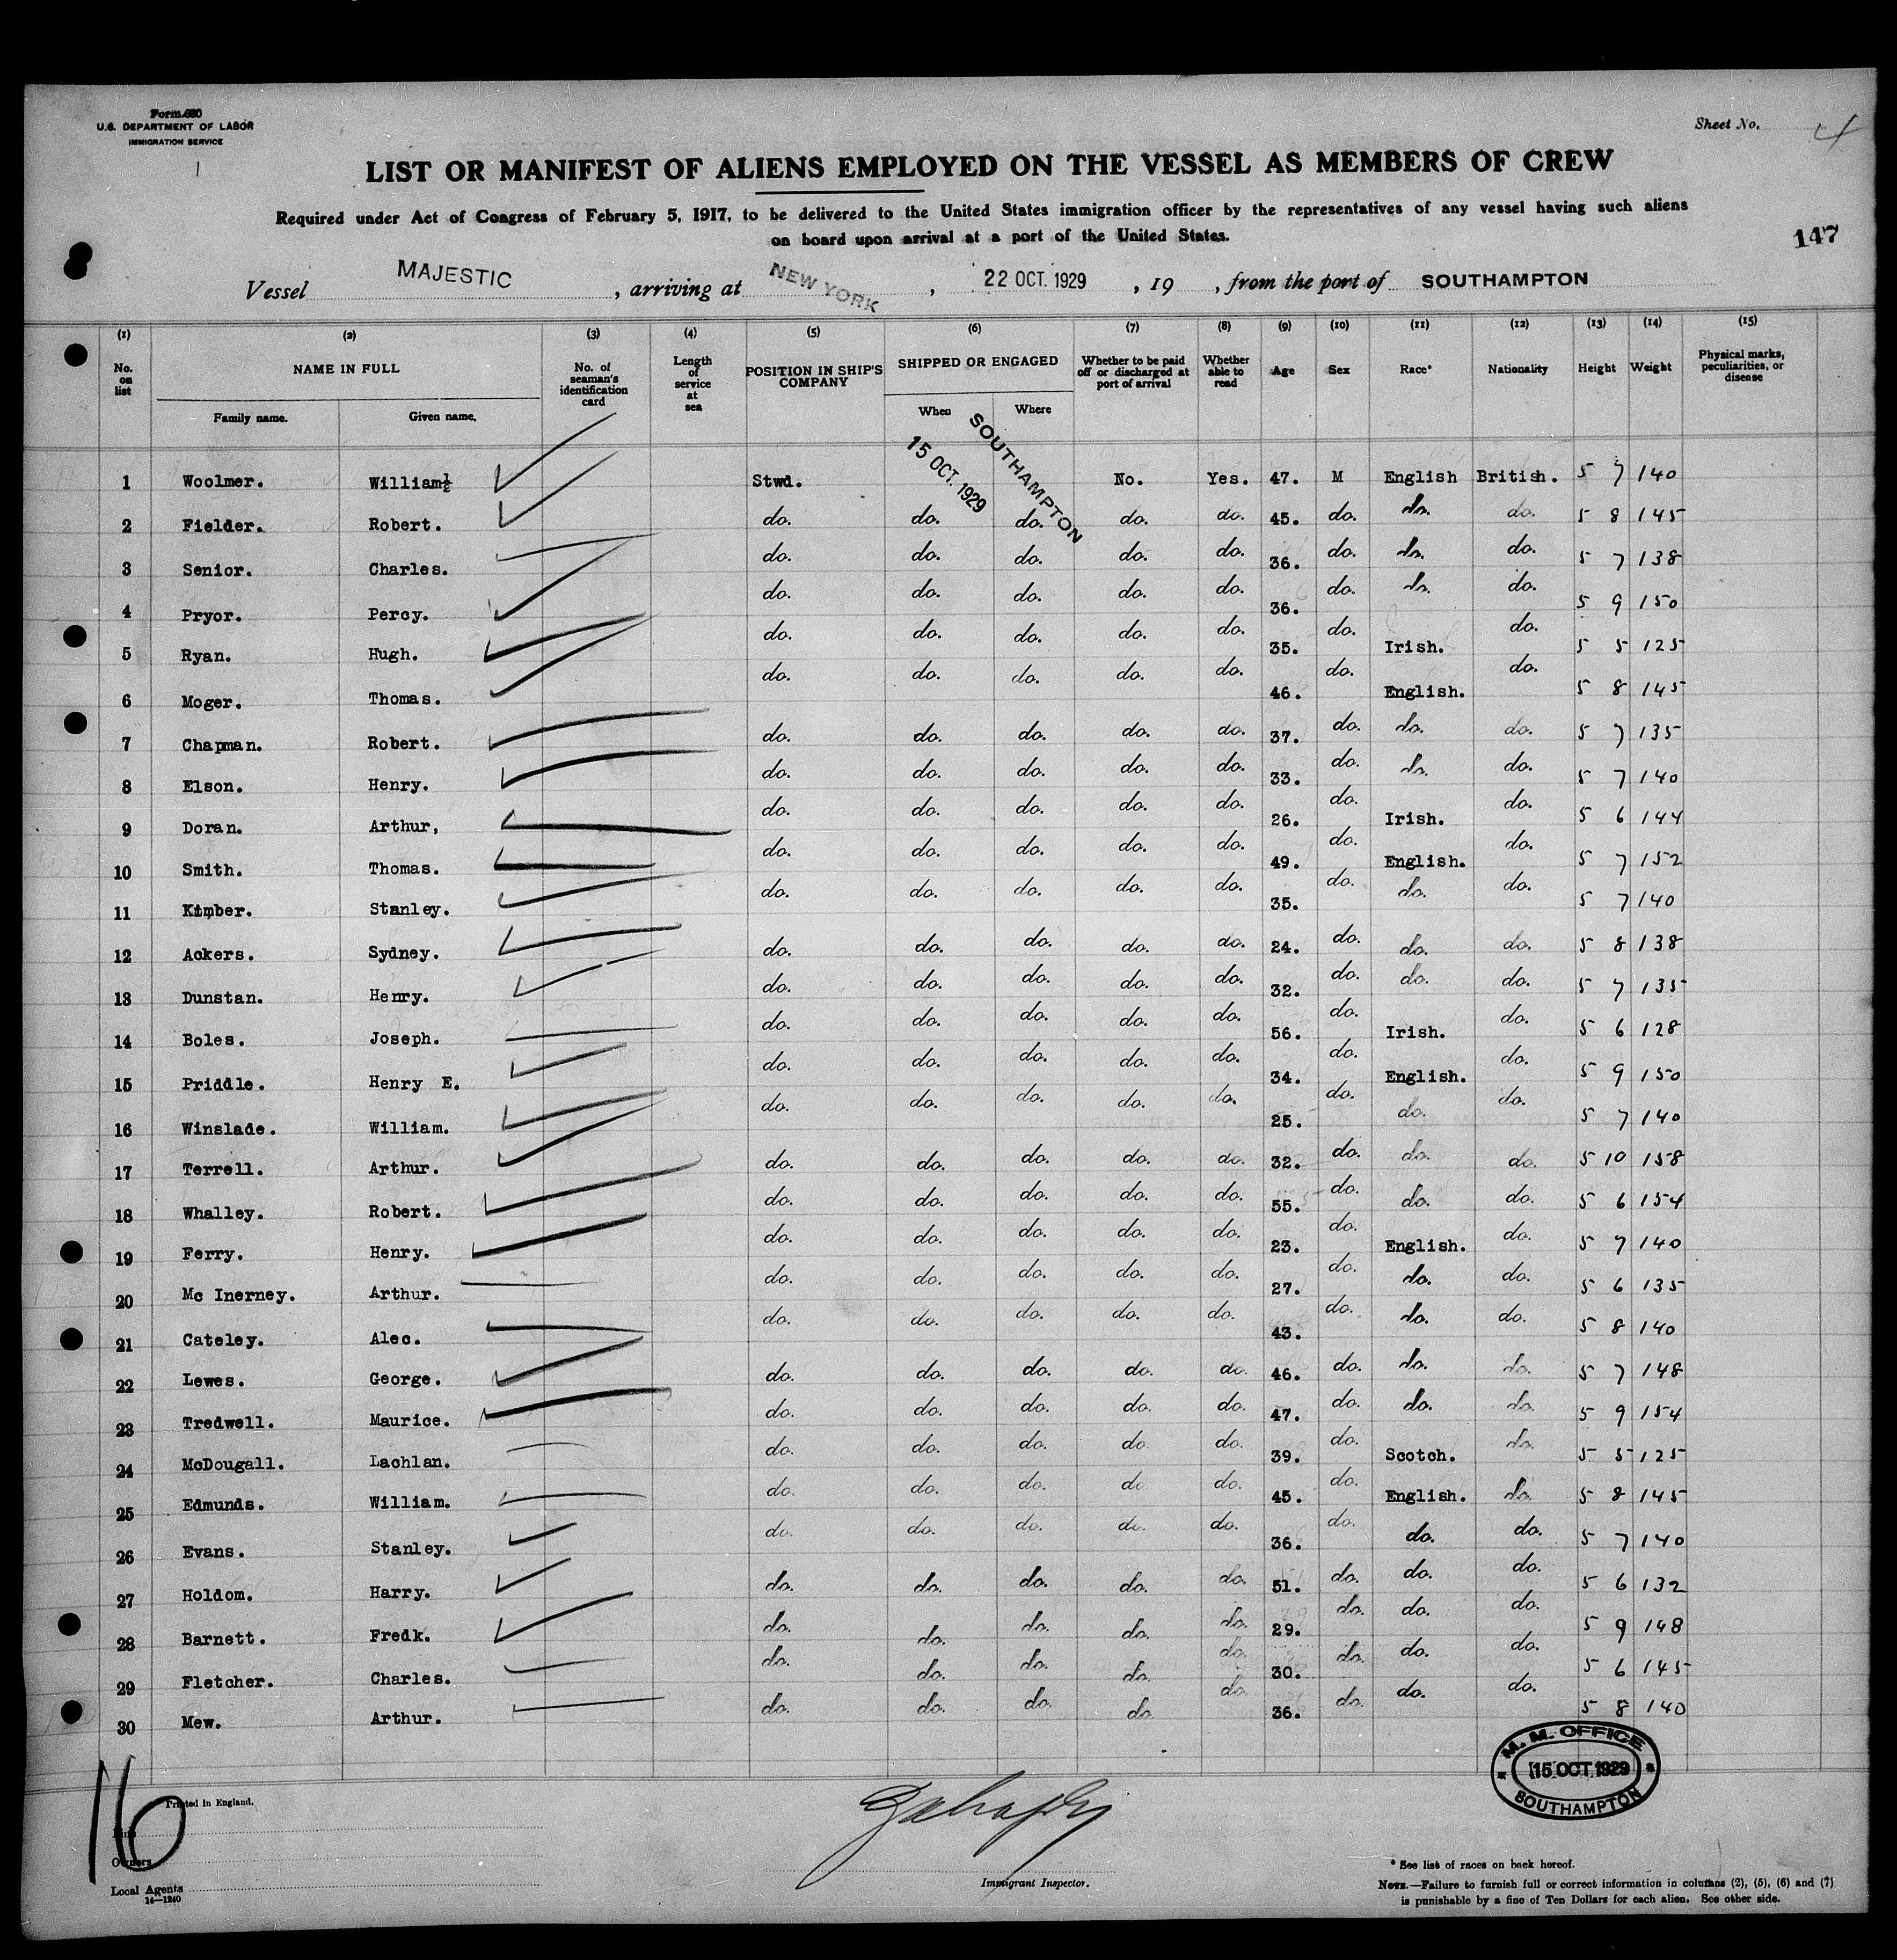 Form 680
U.S. DEPARTMENT OF LABOR
IMMIGRATION SERVICE
Sheet No. 4
LIST OR MANIFEST OF ALIENS EMPLOYED ON THE VESSEL AS MEMBERS OF CREW
Required under Act of Congress of February 5, 1917, to be delivered to the United States immigration officer by the representatives of any vessel having such aliens
on board upon arrival at a port of the United States.
147
Vessel MAJESTIC, arriving at NEW YORK, 22 OCT. 1929, 19 , from the port of SOUTHAMPTON
(1) (2) (3) (4) (5) (6) (7) (8) (9) (10) (11) (12) (13) (14) (15)
No. on list NAME IN FULL No. of seaman's identification card Length of service at sea POSITION IN SHIP'S COMPANY SHIPPED OR ENGAGED Whether to be paid off or discharged at port of arrival Whether able to read Age Sex Race* Nationality Height Weight Physical marks, peculiarities, or disease
Family name. Given name. When Where
15 OCT. 1929 SOUTHAMPTON
1 Woolmer. William½ Stwd. No. Yes. 47. M English British. 5 7 140
2 Fielder. Robert. do. do. do. do. do. 45. do. do. do. 5 8 145
3 Senior. Charles. do. do. do. do. do. 36. do. do. do. 5 7 138
4 Pryor. Percy. do. do. do. do. do. 36. do. do. do. 5 9 150
5 Ryan. Hugh. do. do. do. do. do. 35. do. Irish. do. 5 5 125
6 Moger. Thomas. do. do. do. do. do. 46. do. English. do. 5 8 145
7 Chapman. Robert. do. do. do. do. do. 37. do. do. do. 5 7 135
8 Elson. Henry. do. do. do. do. do. 33. do. do. do. 5 7 140
9 Doran. Arthur, do. do. do. do. do. 26. do. Irish. do. 5 6 144
10 Smith. Thomas. do. do. do. do. do. 49. do. English. do. 5 7 152
11 Kimber. Stanley. do. do. do. do. do. 35. do. do. do. 5 7 140
12 Ackers. Sydney. do. do. do. do. do. 24. do. do. do. 5 8 138
13 Dunstan. Henry. do. do. do. do. do. 32. do. do. do. 5 7 135
14 Boles. Joseph. do. do. do. do. do. 56. do. Irish. do. 5 6 128
15 Priddle. Henry E. do. do. do. do. do. 34. do. English. do. 5 9 150
16 Winslade. William. do. do. do. do. do. 25. do. do. do. 5 7 140
17 Terrell. Arthur. do. do. do. do. do. 32. do. do. do. 5 10 158
18 Whalley. Robert. do. do. do. do. do. 55. do. do. do. 5 6 154
19 Ferry. Henry. do. do. do. do. do. 23. do. English. do. 5 7 140
20 Mc Inerney. Arthur. do. do. do. do. do. 27. do. do. do. 5 6 135
21 Cateley. Alec. do. do. do. do. do. 43. do. do. do. 5 8 140
22 Lewes. George. do. do. do. do. do. 46. do. do. do. 5 7 148
23 Tredwell. Maurice. do. do. do. do. do. 47. do. do. do. 5 9 154
24 McDougall. Lachlan. do. do. do. do. do. 39. do. Scotch. do. 5 5 125
25 Edmunds. William. do. do. do. do. do. 45. do. English. do. 5 8 145
26 Evans. Stanley. do. do. do. do. do. 36. do. do. do. 5 7 140
27 Holdom. Harry. do. do. do. do. do. 51. do. do. do. 5 6 132
28 Barnett. Fredk. do. do. do. do. do. 29. do. do. do. 5 9 148
29 Fletcher. Charles. do. do. do. do. do. 30. do. do. do. 5 6 145
30 Mew. Arthur. do. do. do. do. do. 36. do. do. do. 5 8 140
M. M. OFFICE
15 OCT. 1929
SOUTHAMPTON
16
Printed in England.
Owners
Local Agents
14—1240
Immigrant Inspector.
* See list of races on back hereof.
NOTE.—Failure to furnish full or correct information in columns (2), (5), (6) and (7)
is punishable by a fine of Ten Dollars for each alien. See other side.